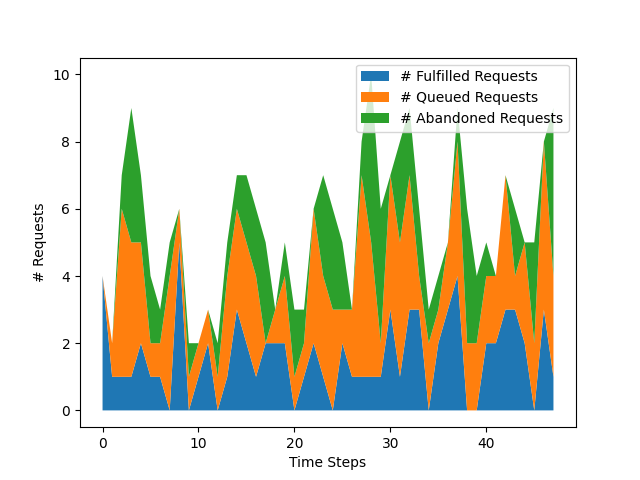 # Fulfilled Requests
# Queued Requests
# Abandoned Requests
10
8
6
4
2
0
# Requests
0 10 20 30 40
Time Steps